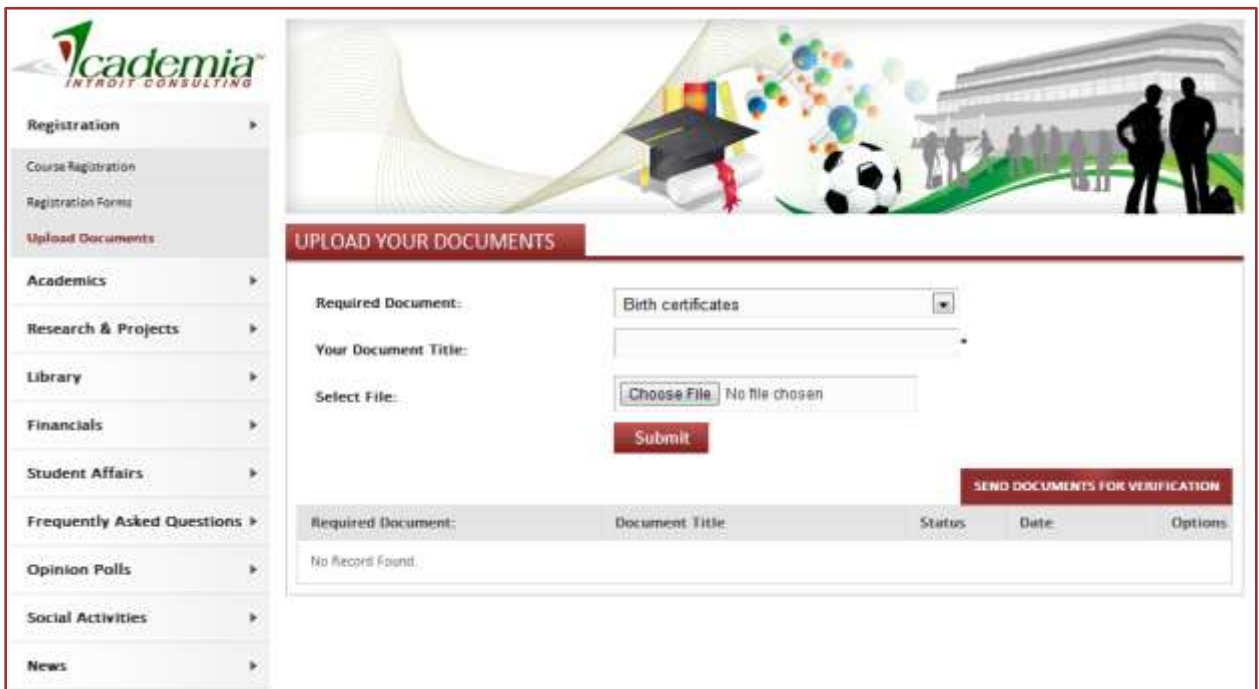 Academia™
INTROIT CONSULTING
Registration
Course Registration
Registration Forms
Upload Documents
Academics
Research & Projects
Library
Financials
Student Affairs
Frequently Asked Questions
Opinion Polls
Social Activities
News
UPLOAD YOUR DOCUMENTS
Required Document: Birth certificates
Your Document Title: *
Select File: Choose File No file chosen
Submit
SEND DOCUMENTS FOR VERIFICATION
Required Document: Document Title Status Date Options
No Record Found.